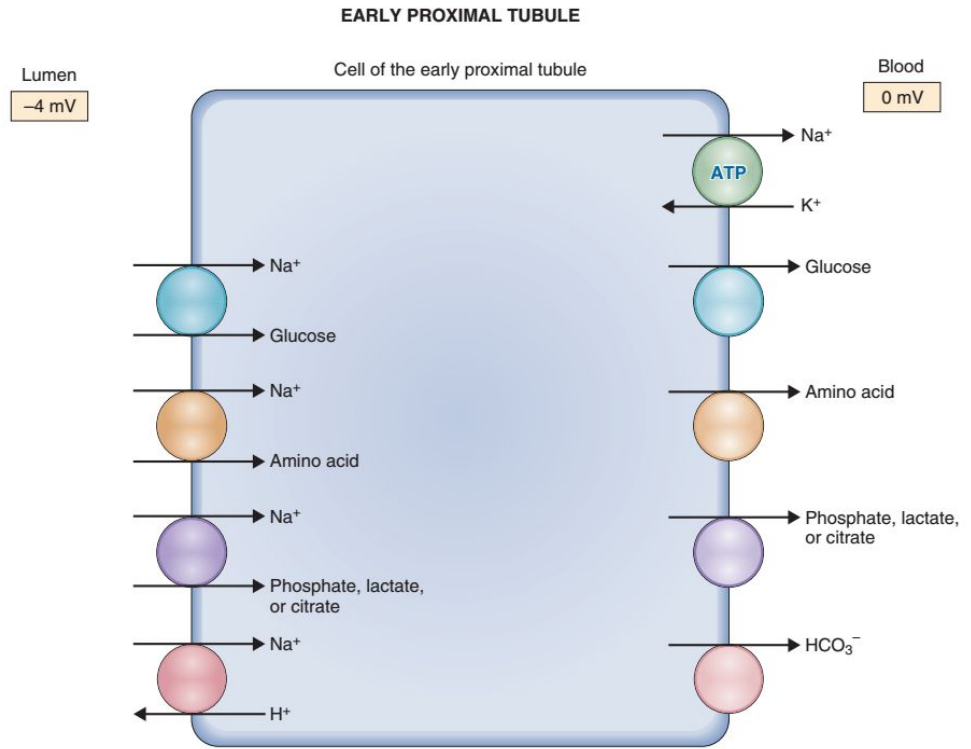 EARLY PROXIMAL TUBULE
Lumen
–4 mV
Cell of the early proximal tubule
Blood
0 mV
Na⁺
ATP
K⁺
Na⁺
Glucose
Glucose
Na⁺
Amino acid
Amino acid
Na⁺
Phosphate, lactate,
or citrate
Phosphate, lactate,
or citrate
Na⁺
H⁺
HCO₃⁻